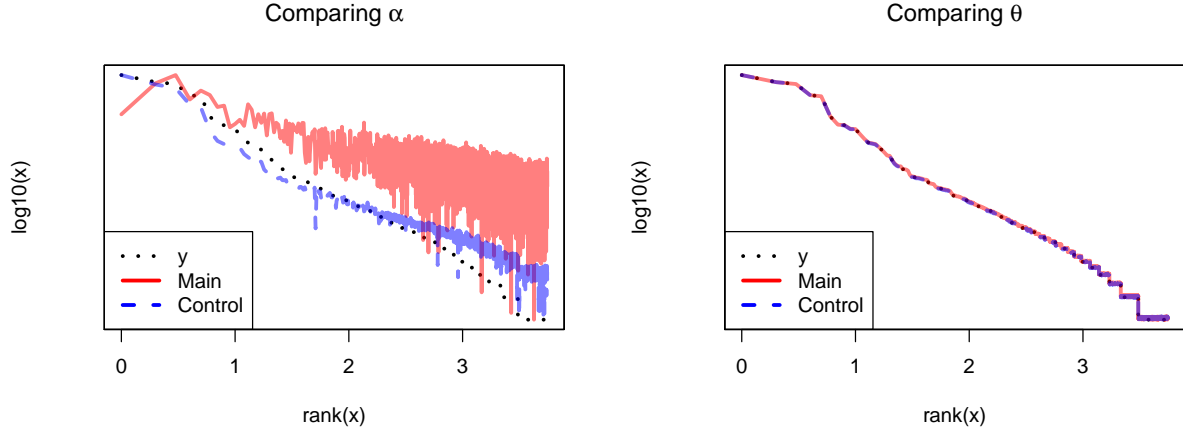 Comparing α
log10(x)
y
Main
Control
0 1 2 3
rank(x)
Comparing θ
log10(x)
y
Main
Control
0 1 2 3
rank(x)